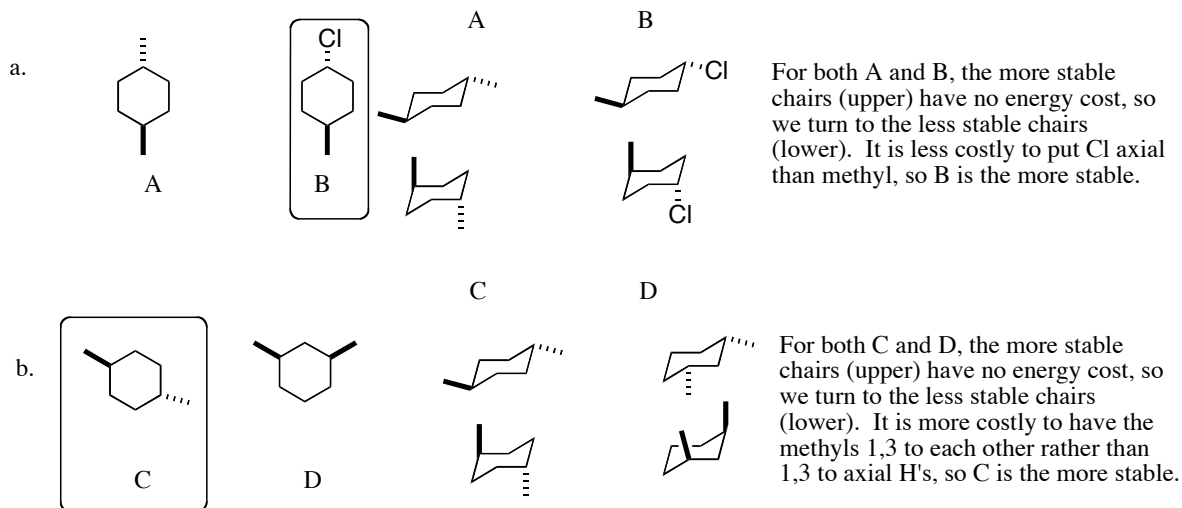 A B
a.
Cl
Cl
Cl
A B
For both A and B, the more stable
chairs (upper) have no energy cost, so
we turn to the less stable chairs
(lower). It is less costly to put Cl axial
than methyl, so B is the more stable.
C D
b.
C D
For both C and D, the more stable
chairs (upper) have no energy cost, so
we turn to the less stable chairs
(lower). It is more costly to have the
methyls 1,3 to each other rather than
1,3 to axial H's, so C is the more stable.